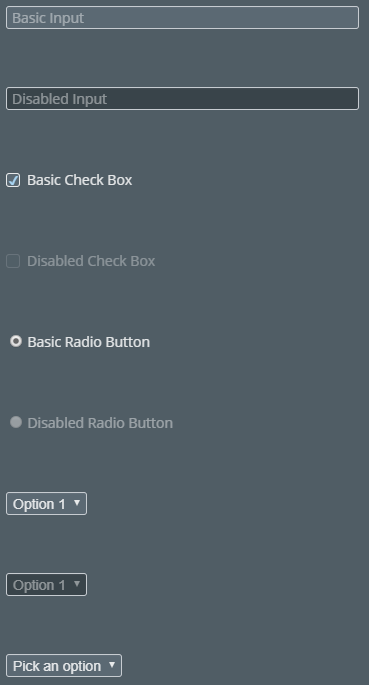 Basic Input
Disabled Input
Basic Check Box
Disabled Check Box
Basic Radio Button
Disabled Radio Button
Option 1
Option 1
Pick an option